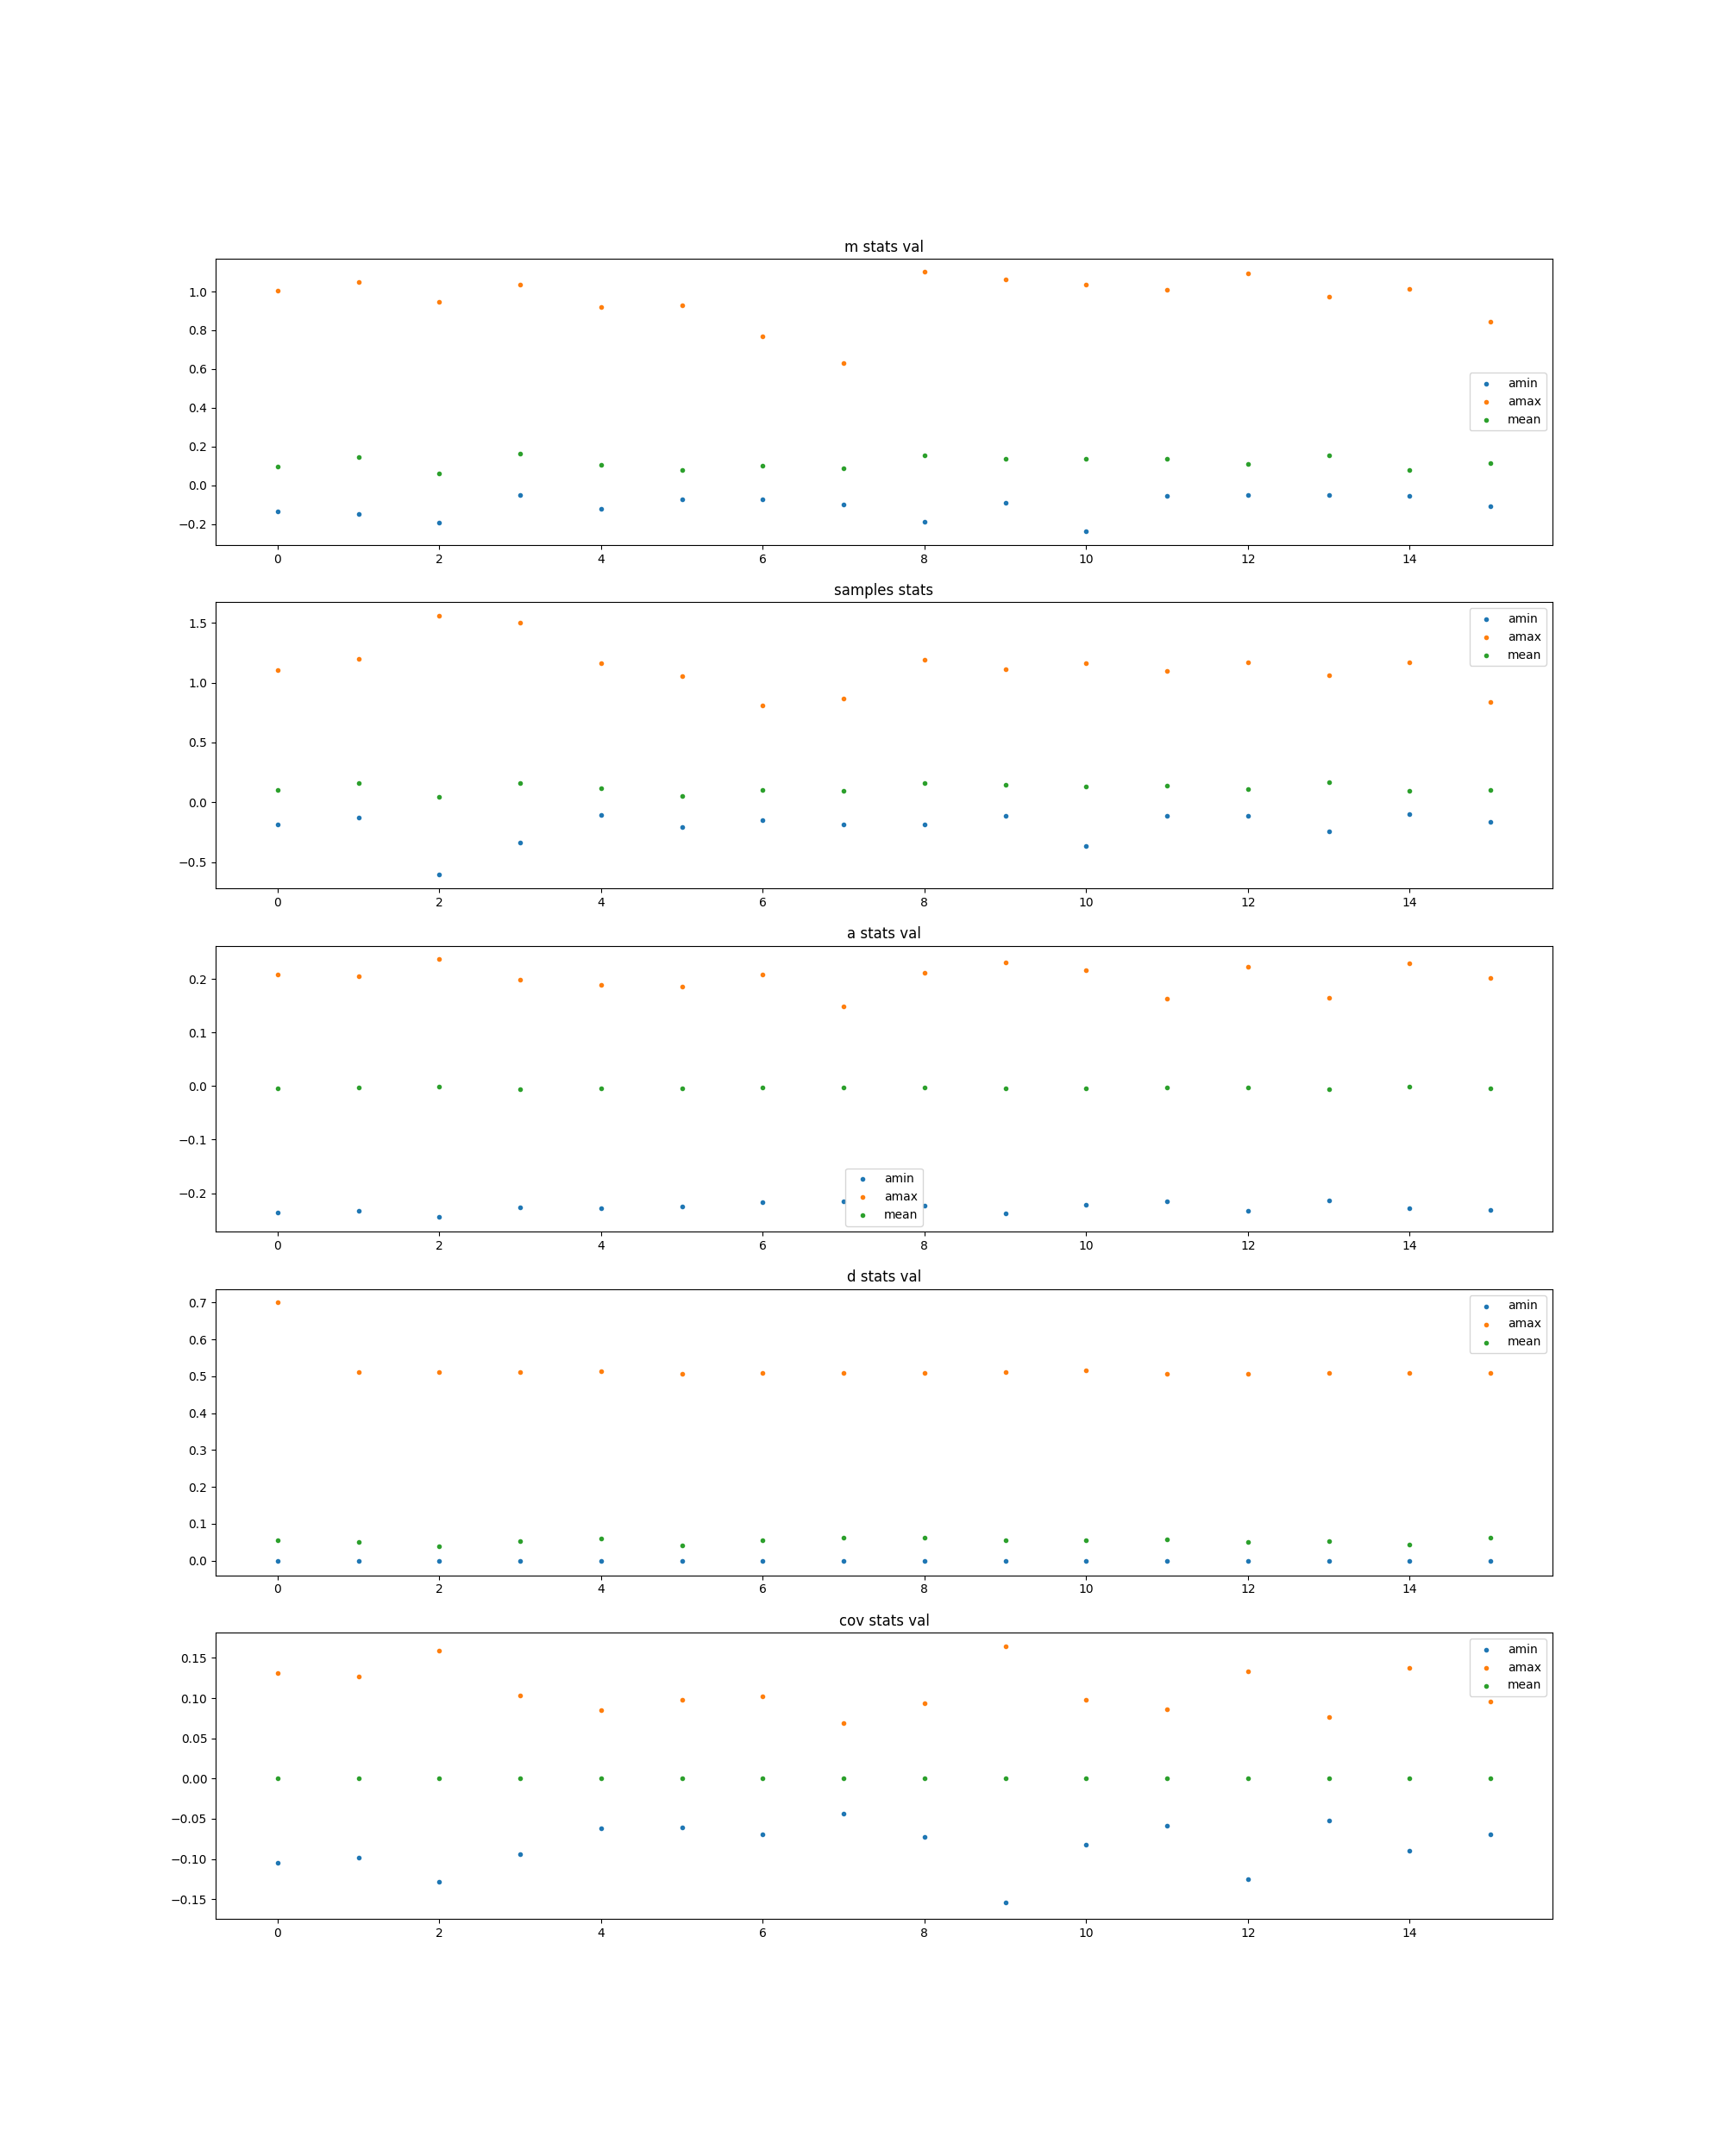 m stats val
1.0
0.8
0.6
0.4
0.2
0.0
−0.2
amin
amax
mean
0 2 4 6 8 10 12 14
samples stats
1.5
1.0
0.5
0.0
−0.5
amin
amax
mean
0 2 4 6 8 10 12 14
a stats val
0.2
0.1
0.0
−0.1
−0.2
amin
amax
mean
0 2 4 6 8 10 12 14
d stats val
0.7
0.6
0.5
0.4
0.3
0.2
0.1
0.0
amin
amax
mean
0 2 4 6 8 10 12 14
cov stats val
0.15
0.10
0.05
0.00
−0.05
−0.10
−0.15
amin
amax
mean
0 2 4 6 8 10 12 14